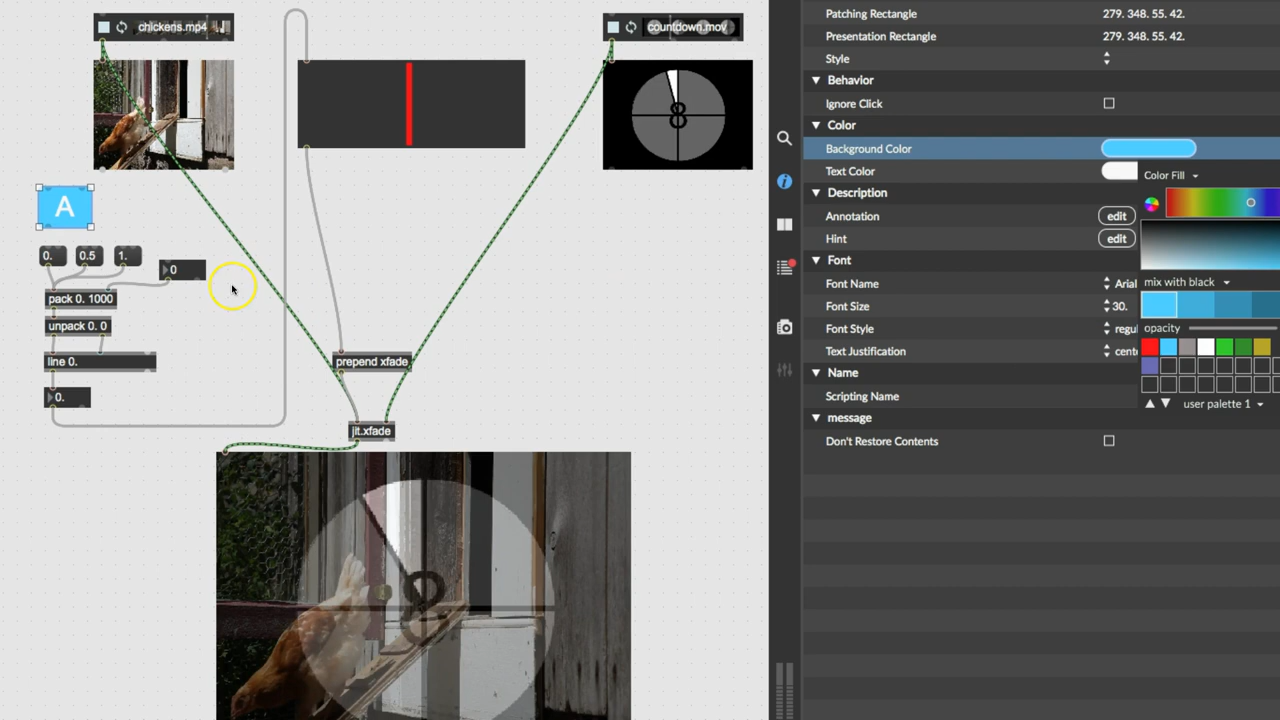 chickens.mp4
countdown.mov
8
A
0.
0.5
1.
0
pack 0. 1000
unpack 0. 0
line 0.
0.
prepend xfade
jit.xfade
8
Patching Rectangle
279. 348. 55. 42.
Presentation Rectangle
279. 348. 55. 42.
Style
Behavior
Ignore Click
Color
Background Color
Text Color
Color Fill
Description
Annotation
edit
Hint
edit
mix with black
Font
Font Name
Arial
Font Size
30.
opacity
Font Style
regu
Text Justification
cente
Name
Scripting Name
user palette 1
message
Don't Restore Contents